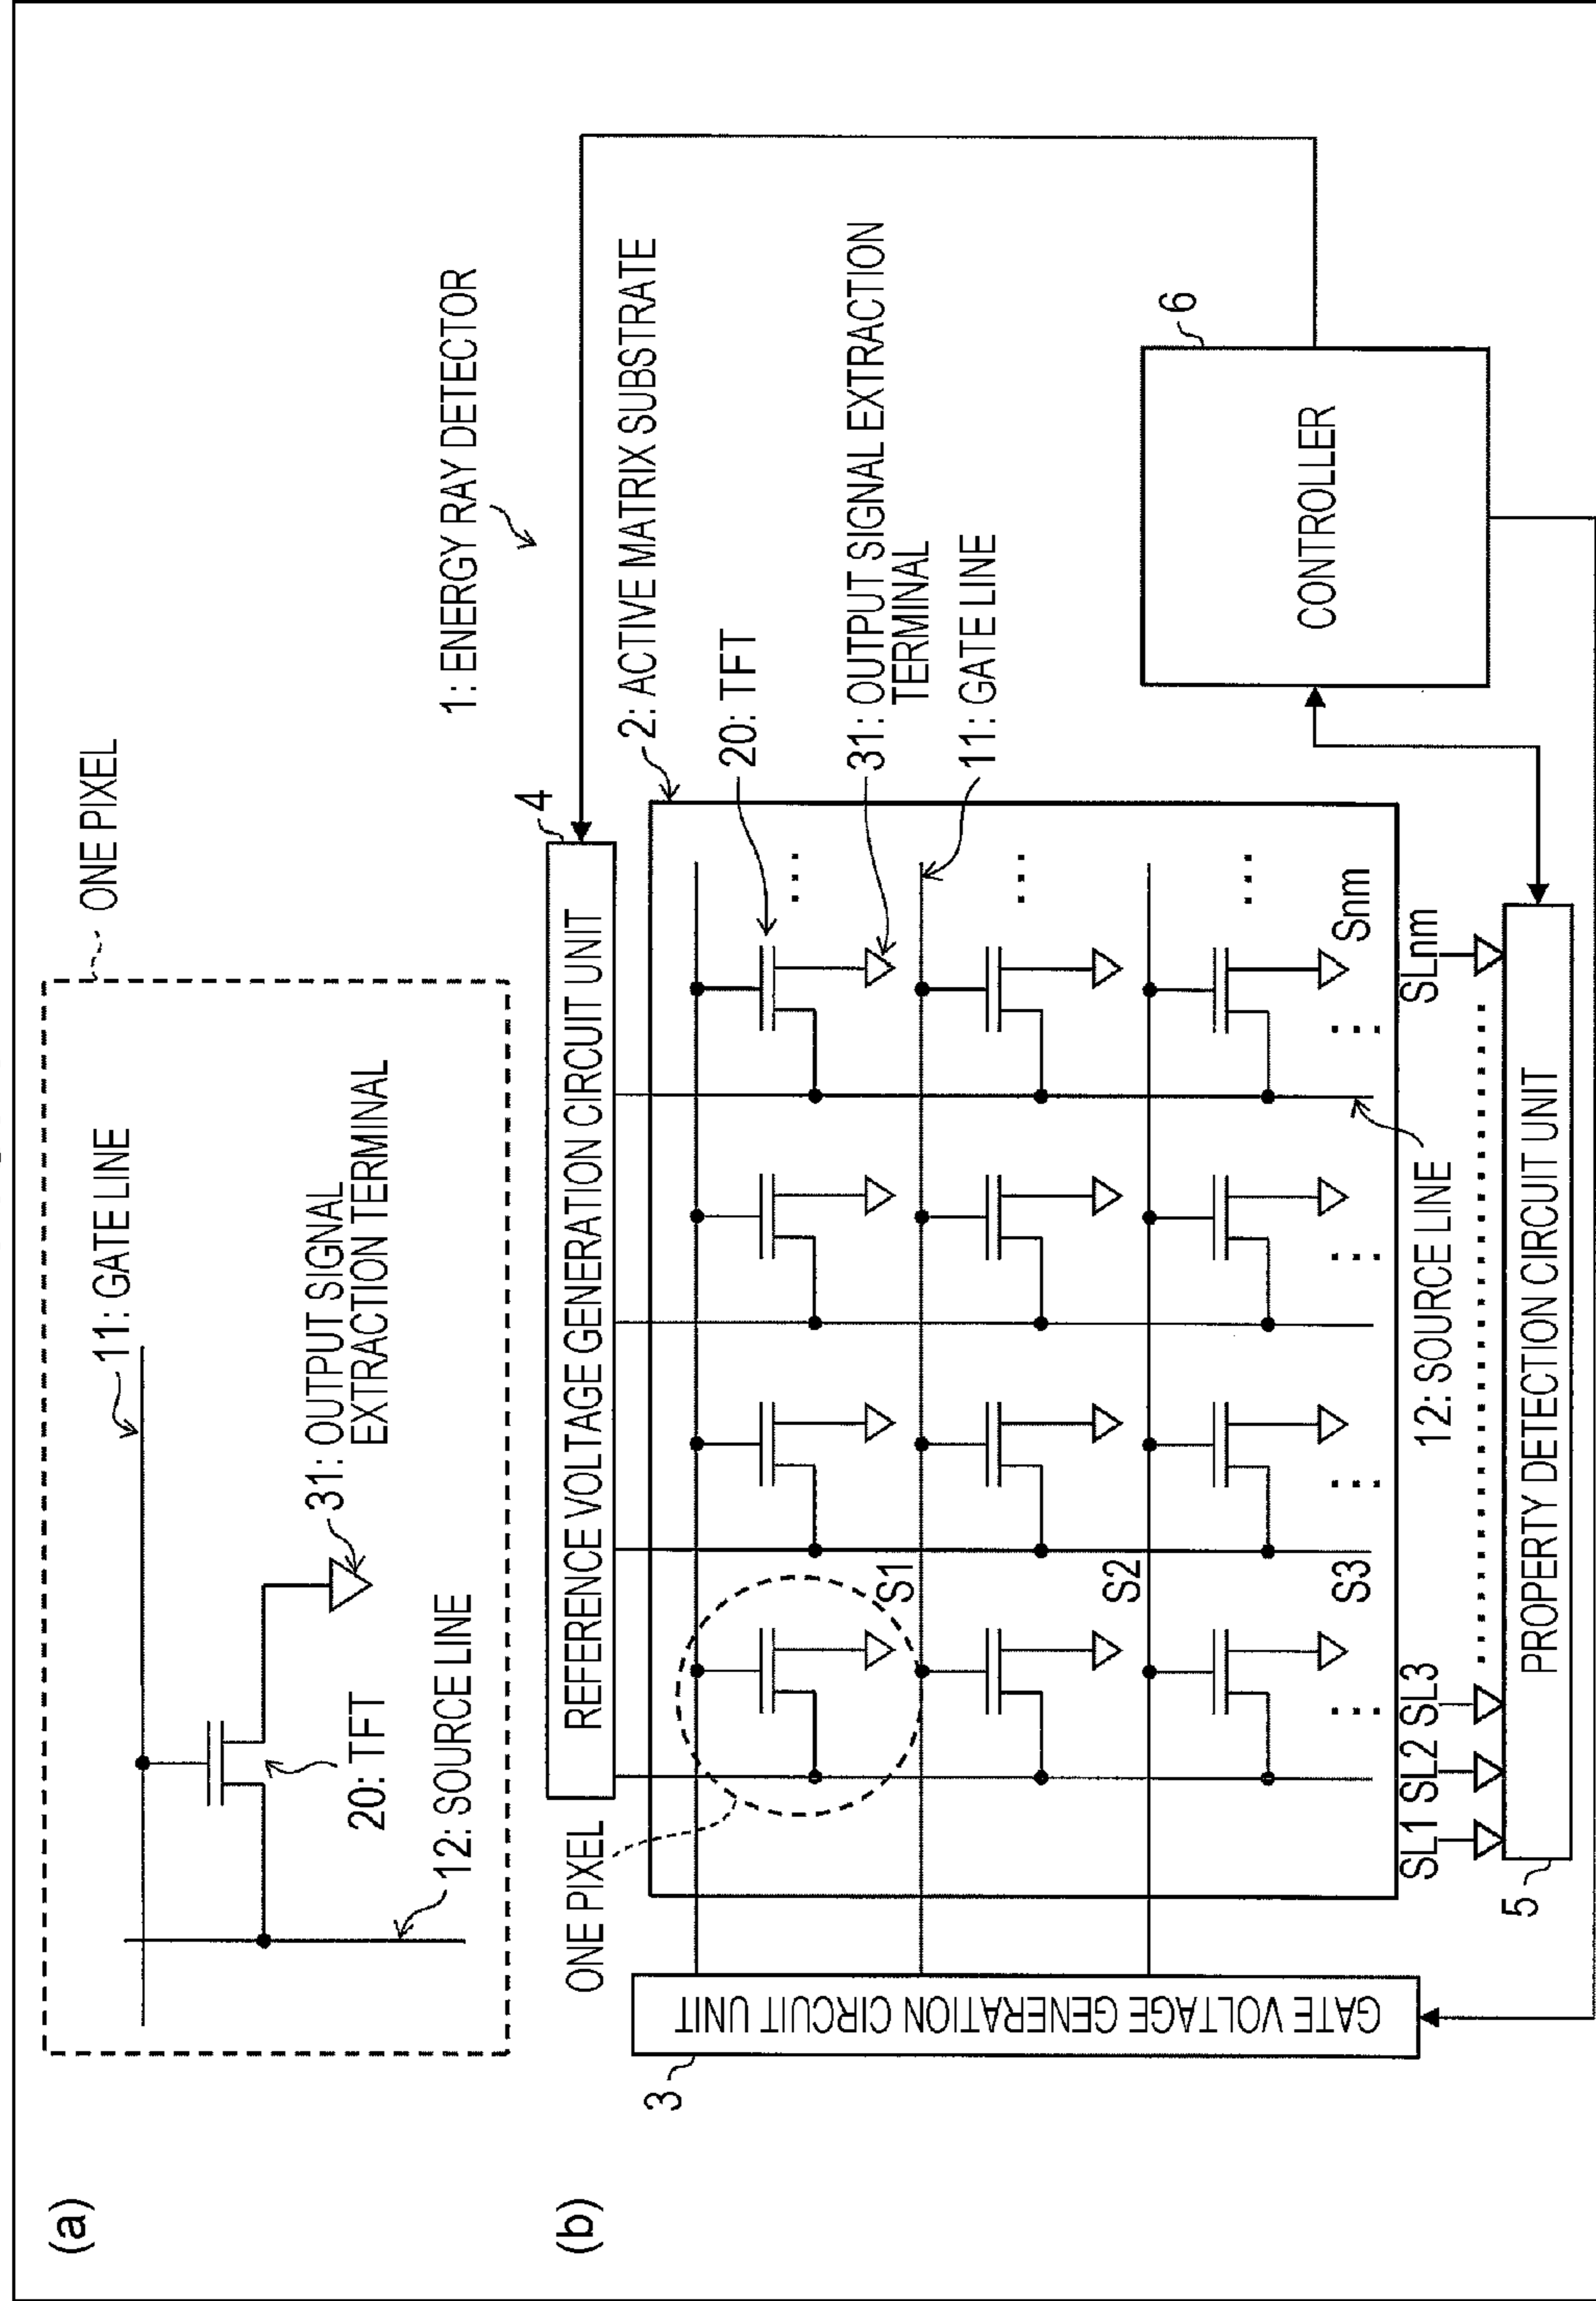 (a)
ONE PIXEL
11: GATE LINE
31: OUTPUT SIGNAL
EXTRACTION TERMINAL
20: TFT
12: SOURCE LINE
(b)
1: ENERGY RAY DETECTOR
ONE PIXEL
4
REFERENCE VOLTAGE GENERATION CIRCUIT UNIT
2: ACTIVE MATRIX SUBSTRATE
3
GATE VOLTAGE GENERATION CIRCUIT UNIT
20: TFT
31: OUTPUT SIGNAL EXTRACTION
TERMINAL
11: GATE LINE
S1
S2
S3
Snm
SL1
SL2
SL3
SLnm
12: SOURCE LINE
5
PROPERTY DETECTION CIRCUIT UNIT
6
CONTROLLER